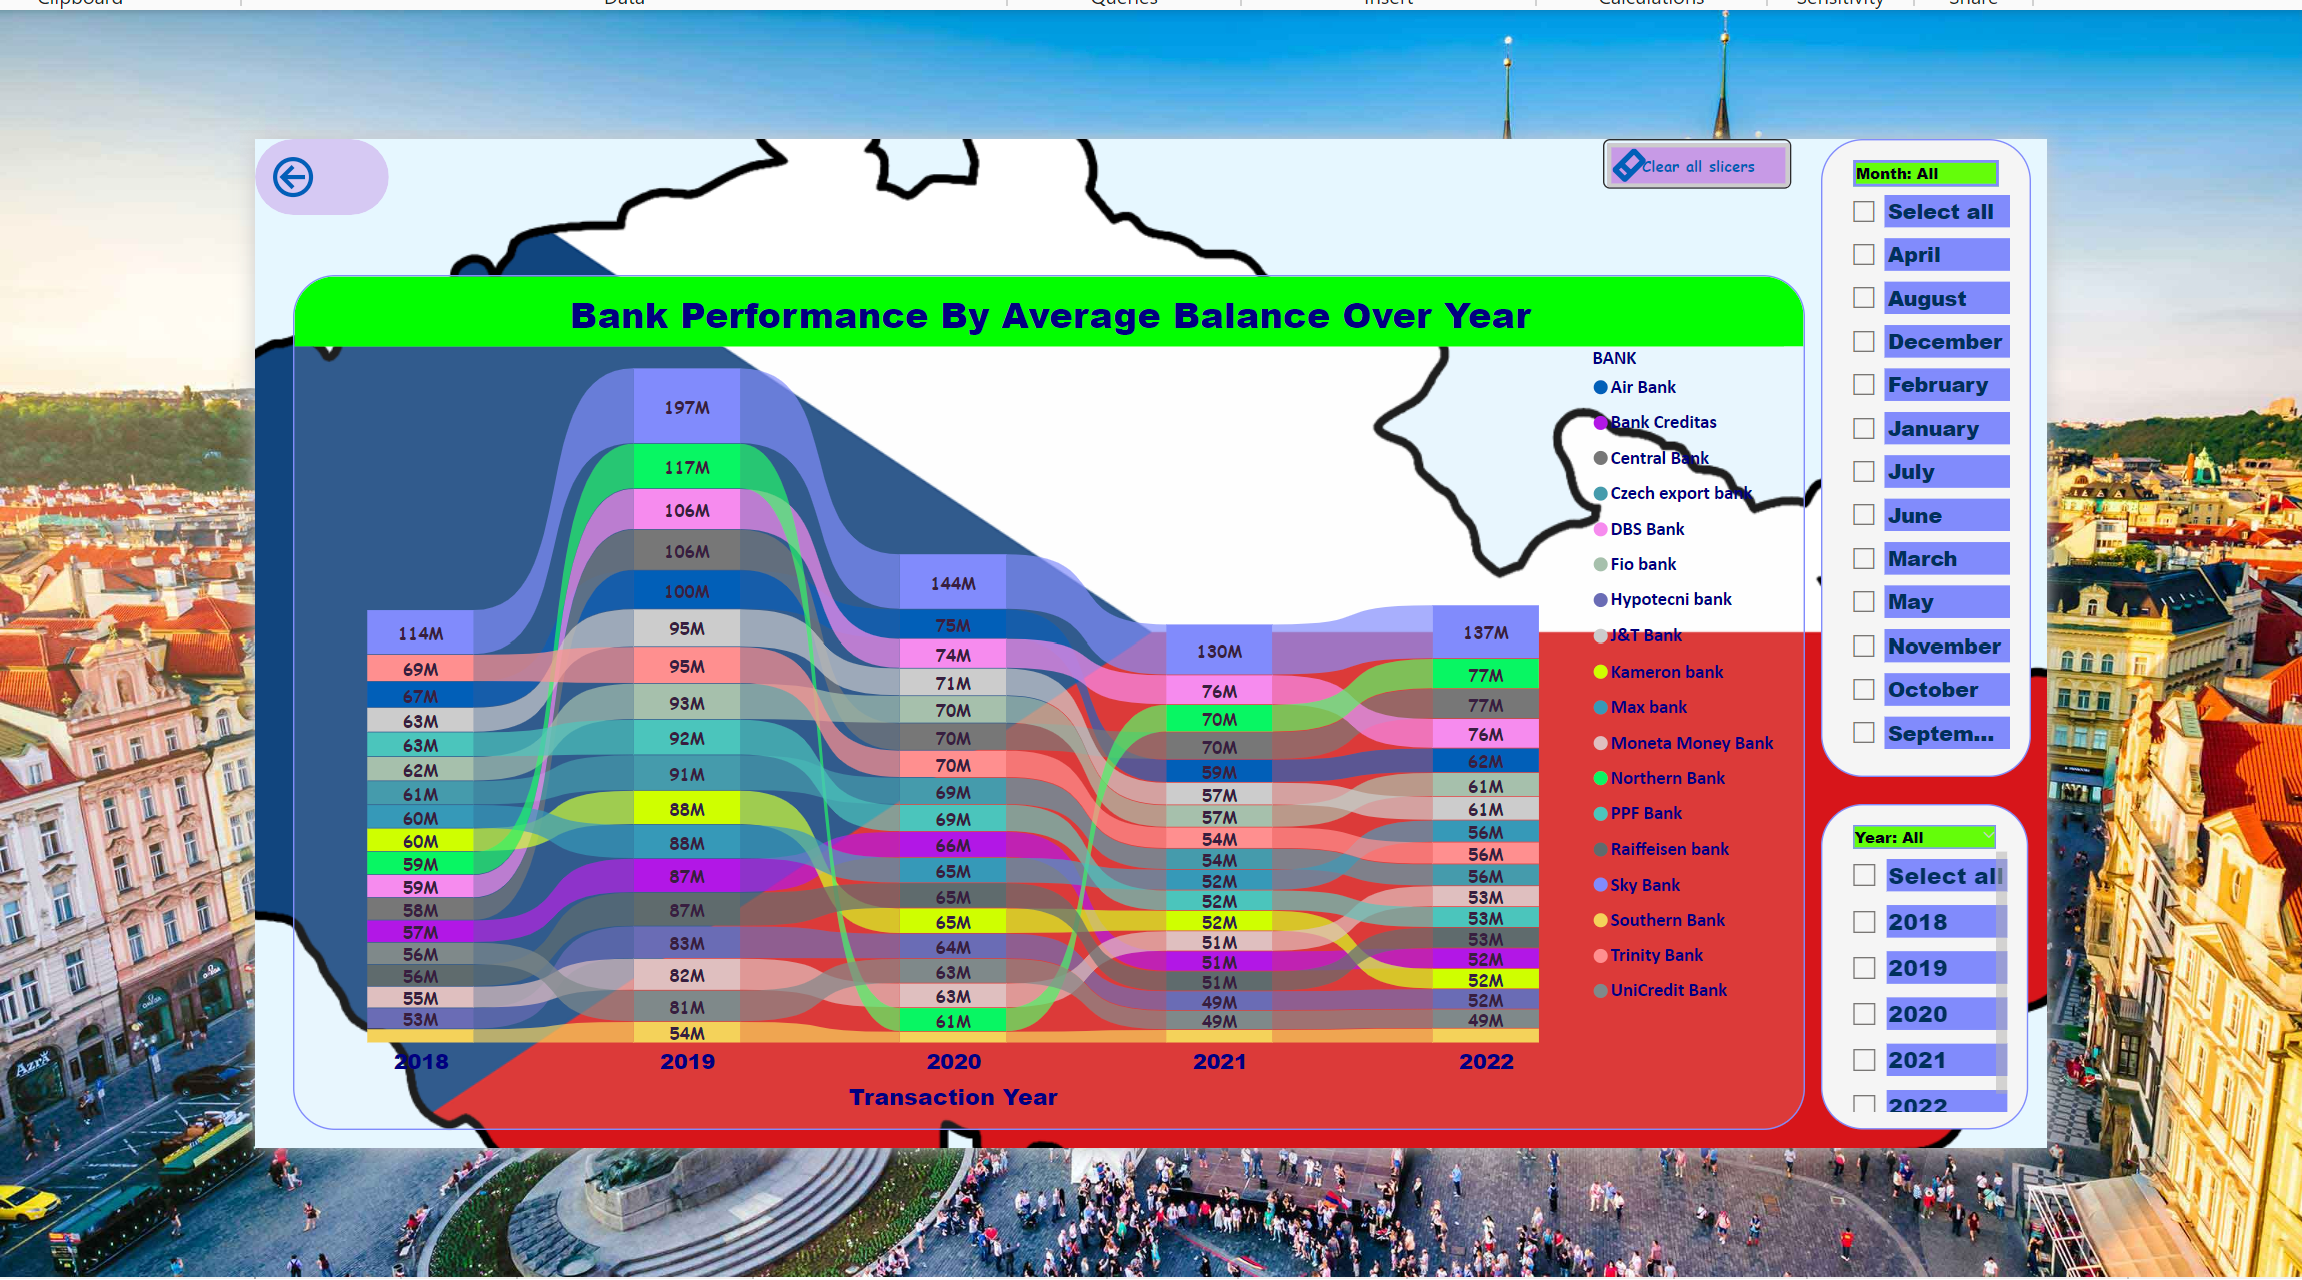 Clipboard Data Queries Insert Calculations Sensitivity Share
Clear all slicers
Bank Performance By Average Balance Over Year
114M
69M
67M
63M
63M
62M
61M
60M
60M
59M
59M
58M
57M
56M
56M
55M
53M
2018
197M
117M
106M
106M
100M
95M
95M
93M
92M
91M
88M
88M
87M
87M
83M
82M
81M
54M
2019
144M
75M
74M
71M
70M
70M
70M
69M
69M
66M
65M
65M
65M
64M
63M
63M
61M
2020
130M
76M
70M
70M
59M
57M
57M
54M
54M
52M
52M
52M
51M
51M
51M
49M
49M
2021
137M
77M
77M
76M
62M
61M
61M
56M
56M
56M
53M
53M
53M
52M
52M
52M
49M
2022
Transaction Year
BANK
Air Bank
Bank Creditas
Central Bank
Czech export bank
DBS Bank
Fio bank
Hypotecni bank
J&T Bank
Kameron bank
Max bank
Moneta Money Bank
Northern Bank
PPF Bank
Raiffeisen bank
Sky Bank
Southern Bank
Trinity Bank
UniCredit Bank
Month: All
Select all
April
August
December
February
January
July
June
March
May
November
October
Septem...
Year: All
Select all
2018
2019
2020
2021
2022
AZRA